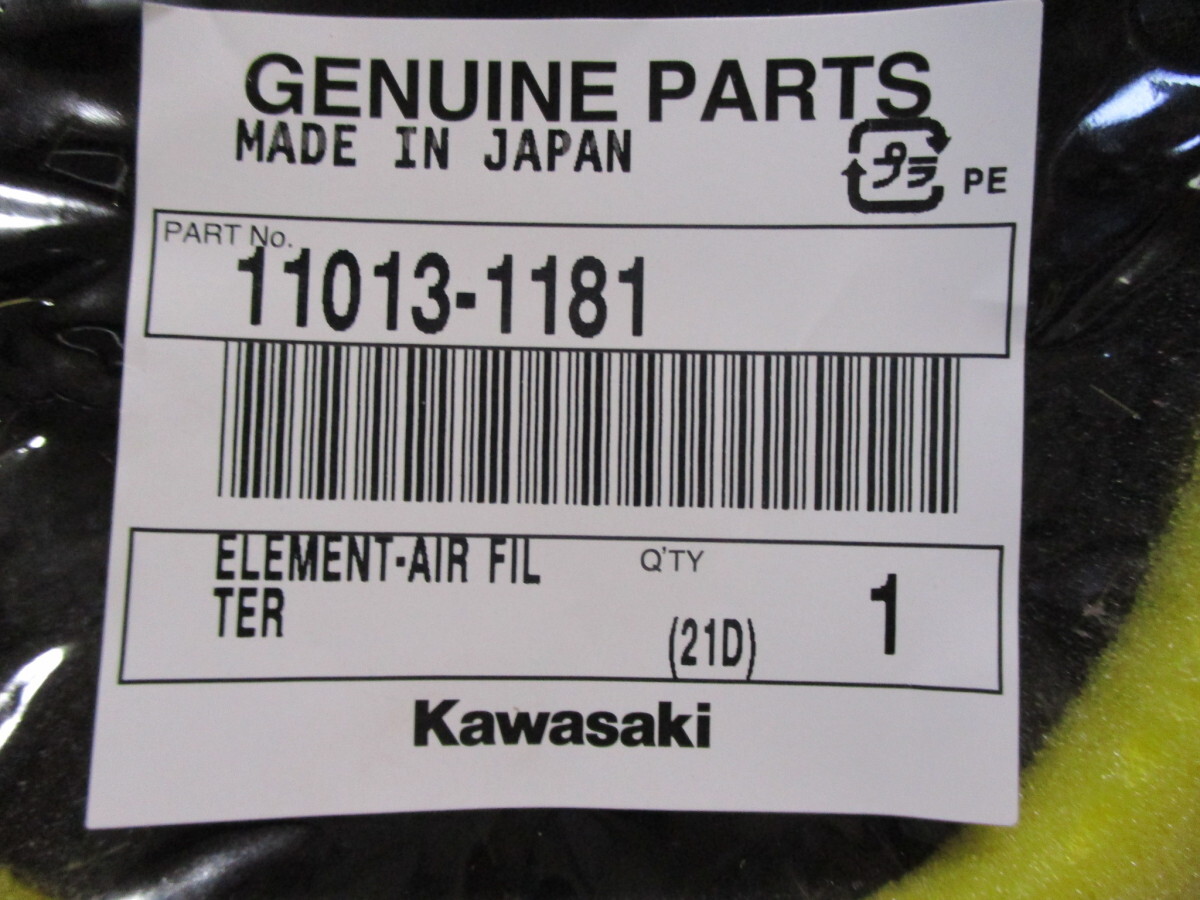 GENUINE PARTS
MADE IN JAPAN
プラ PE
PART No.
11013-1181
ELEMENT-AIR FIL
TER
Q'TY
(21D)
1
Kawasaki